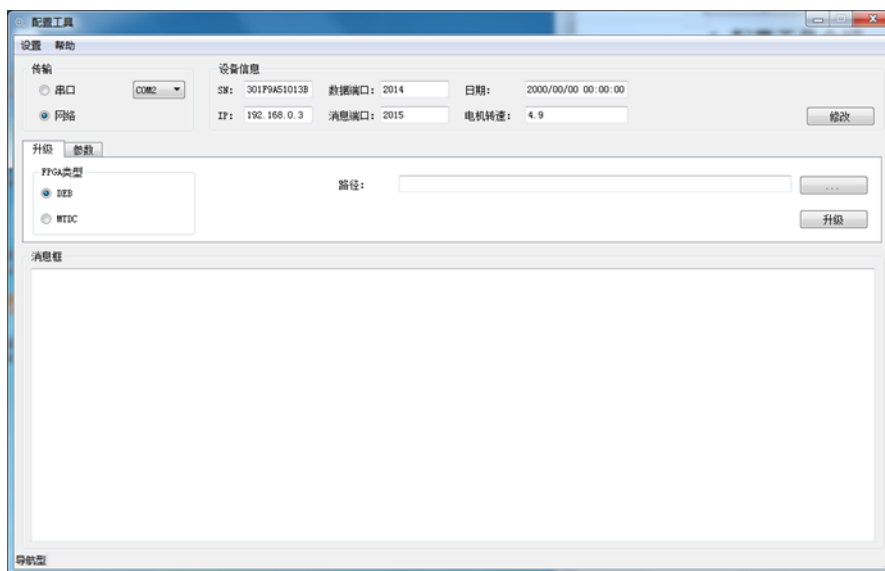 配置工具
设置 帮助
传输
设备信息
串口 COM2
SN: 301F9A51013B 数据端口: 2014 日期: 2000/00/00 00:00:00
网络
IP: 192.168.0.3 消息端口: 2015 电机转速: 4.9 修改
升级 参数
FPGA类型
DEB
路径: ...
MTDC
升级
消息框
导航型